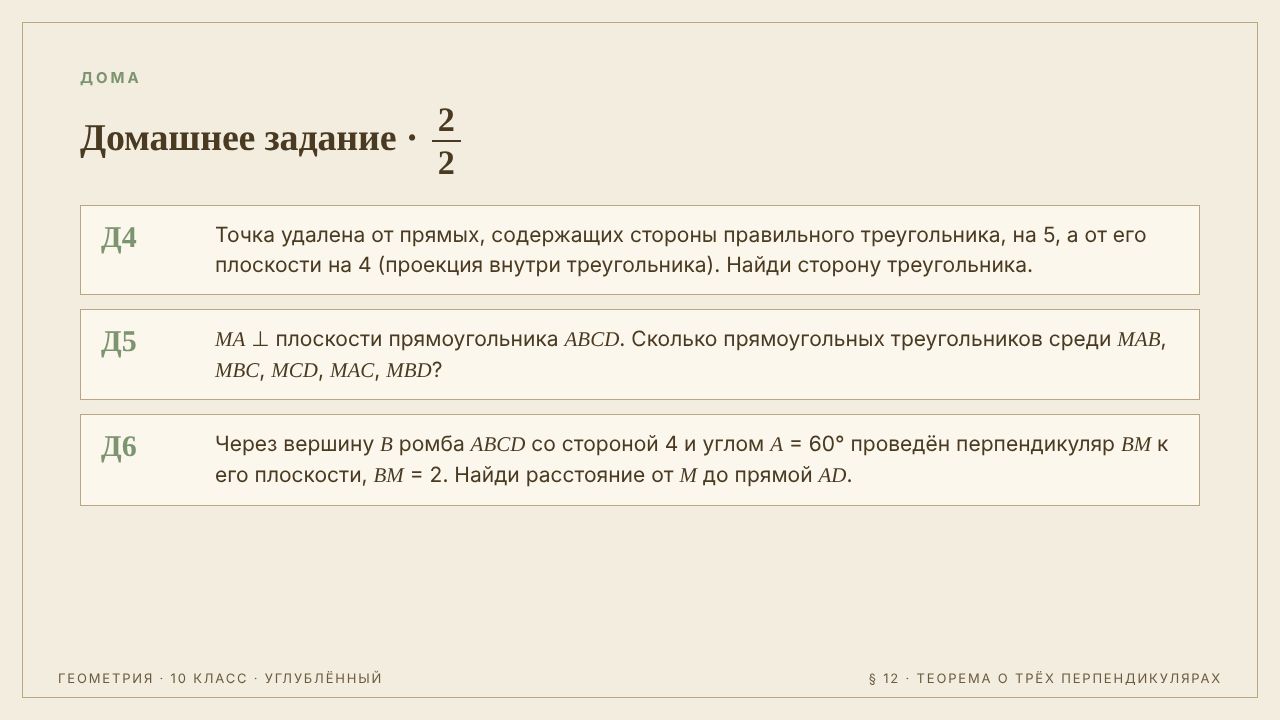 ДОМА
Домашнее задание · 2/2
Д4
Точка удалена от прямых, содержащих стороны правильного треугольника, на 5, а от его
плоскости на 4 (проекция внутри треугольника). Найди сторону треугольника.
Д5
MA ⊥ плоскости прямоугольника ABCD. Сколько прямоугольных треугольников среди MAB,
MBC, MCD, MAC, MBD?
Д6
Через вершину B ромба ABCD со стороной 4 и углом A = 60° проведён перпендикуляр BM к
его плоскости, BM = 2. Найди расстояние от M до прямой AD.
ГЕОМЕТРИЯ · 10 КЛАСС · УГЛУБЛЁННЫЙ
§ 12 · ТЕОРЕМА О ТРЁХ ПЕРПЕНДИКУЛЯРАХ